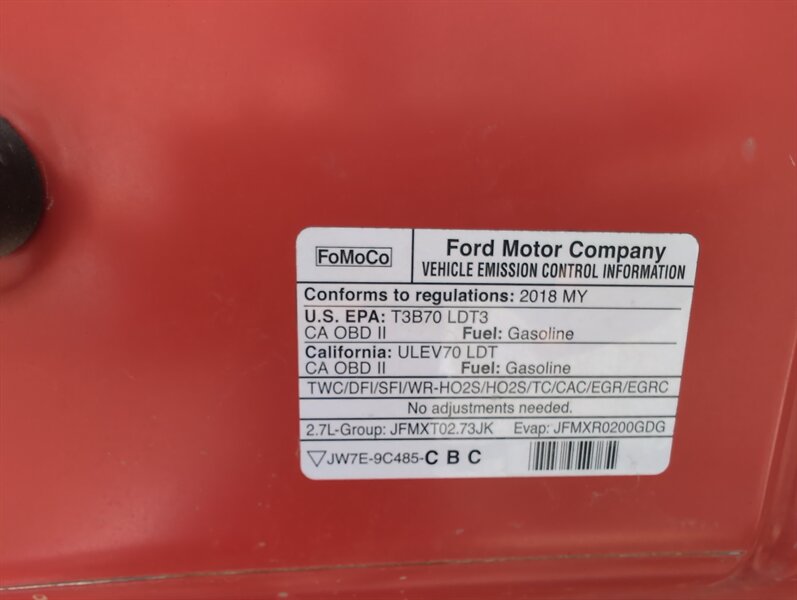 FoMoCo
Ford Motor Company
VEHICLE EMISSION CONTROL INFORMATION
Conforms to regulations: 2018 MY
U.S. EPA: T3B70 LDT3
CA OBD II Fuel: Gasoline
California: ULEV70 LDT
CA OBD II Fuel: Gasoline
TWC/DFI/SFI/WR-HO2S/HO2S/TC/CAC/EGR/EGRC
No adjustments needed.
2.7L-Group: JFMXT02.73JK Evap: JFMXR0200GDG
▽JW7E-9C485-C B C